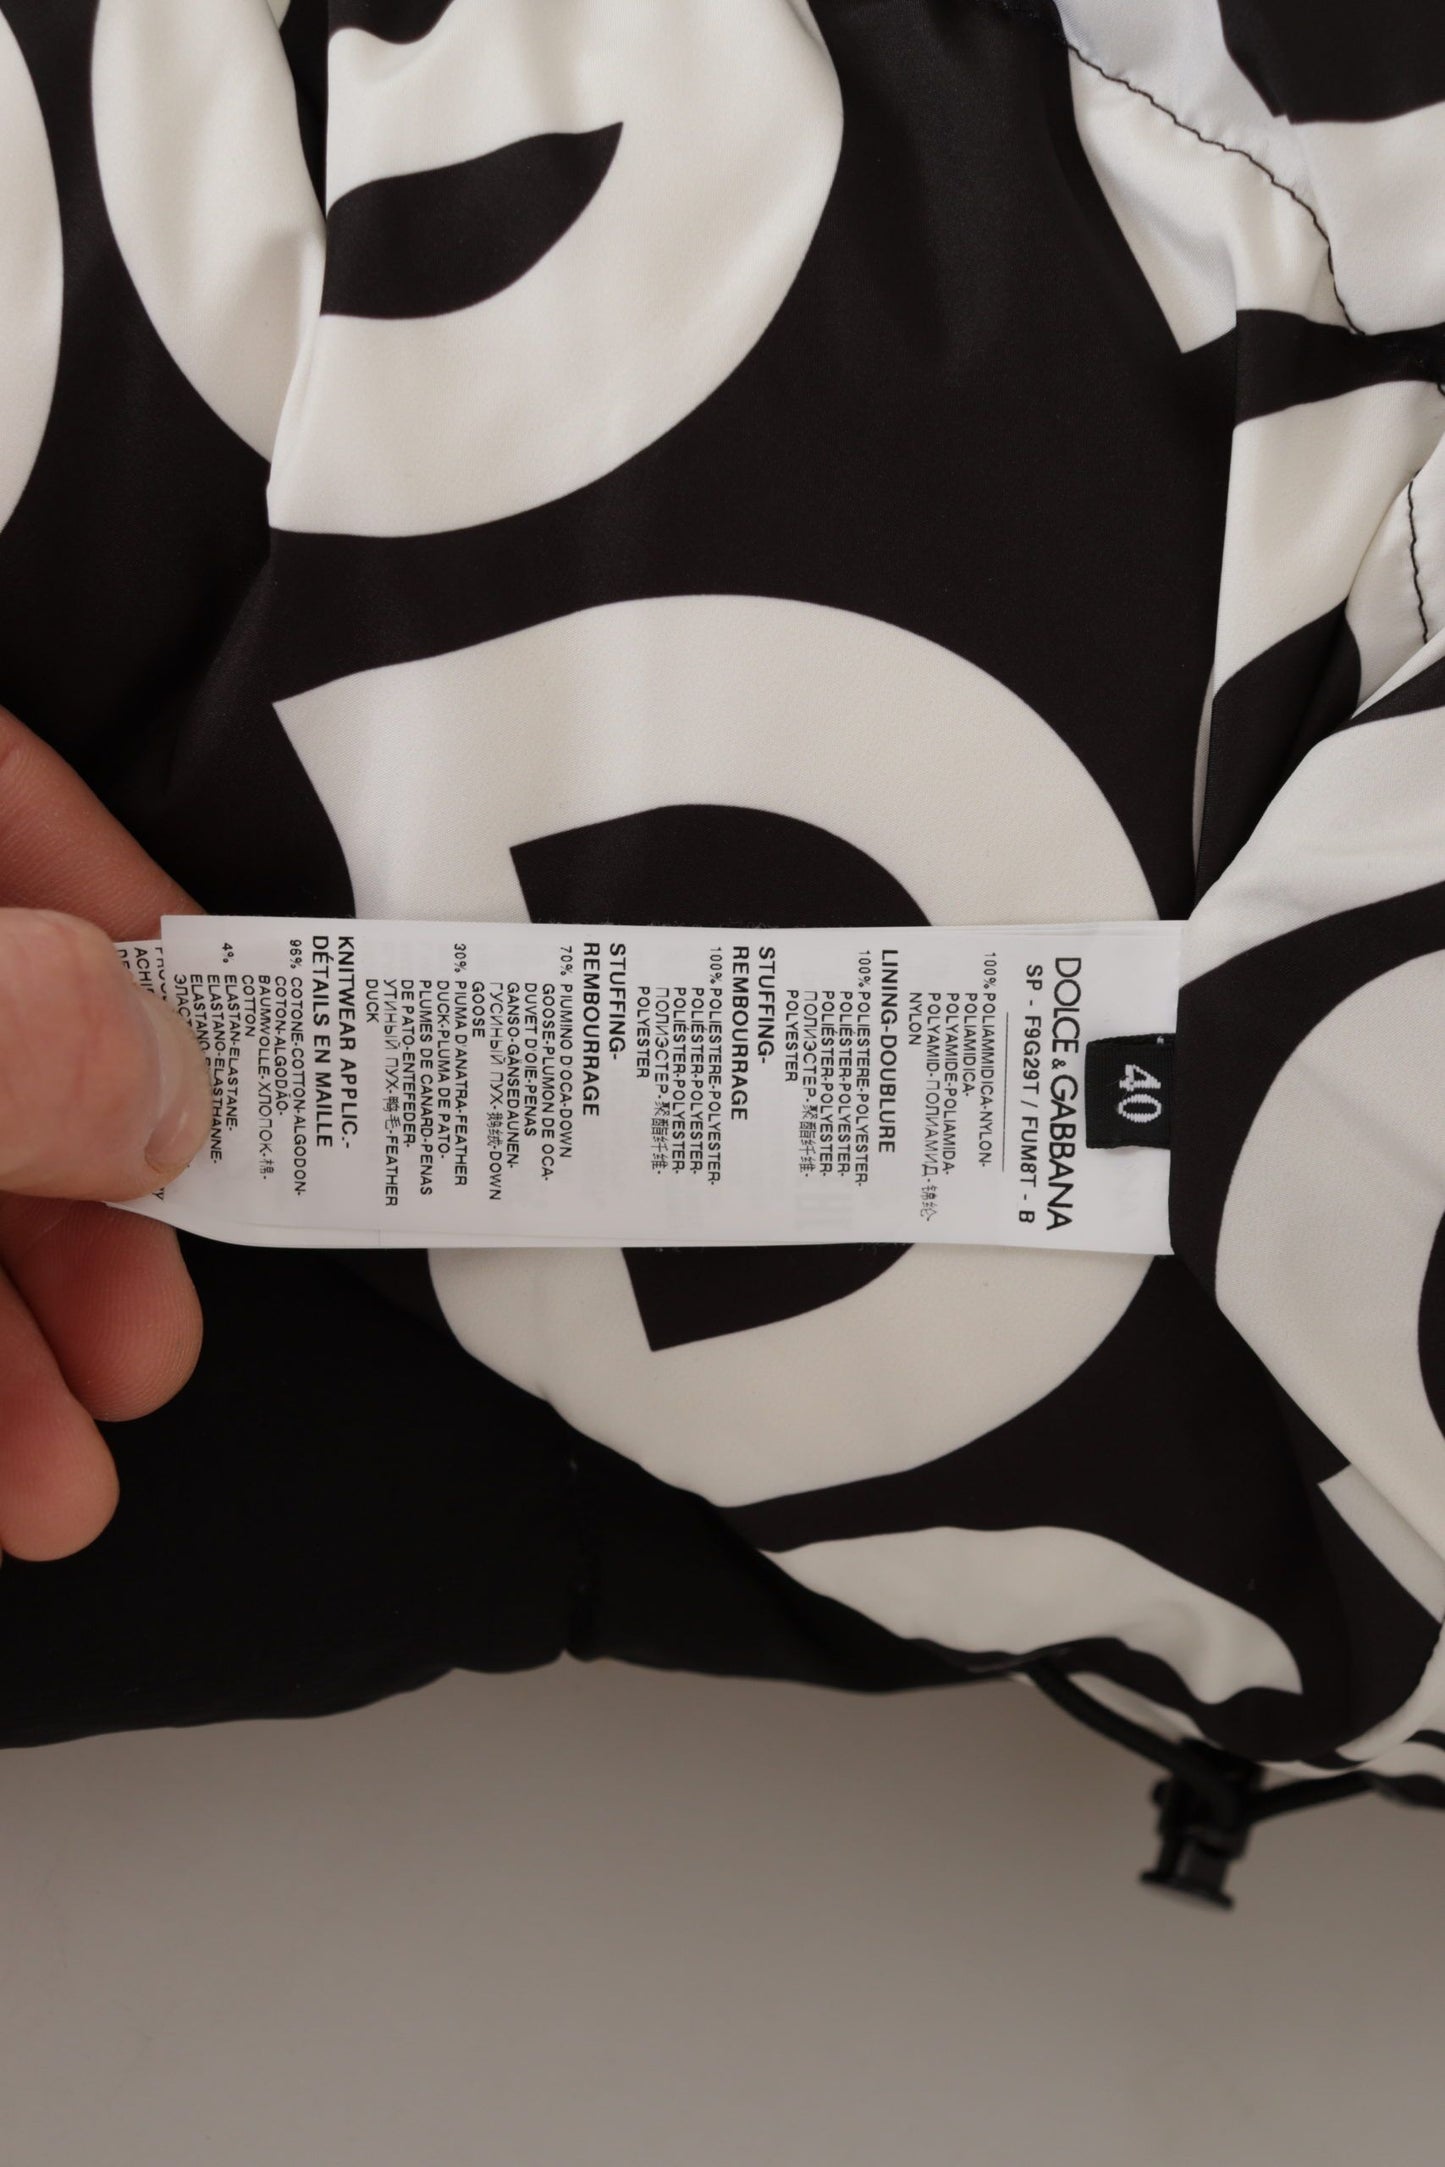 40
DOLCE & GABBANA
SP - F9G29T / FUM8T - B
100% POLIAMMIDICA-NYLON-
POLIAMIDICA-
POLYAMIDE-POLIAMIDA-
POLYAMID-ПОЛИАМИД-锦纶-
NYLON
LINING-DOUBLURE
100% POLIESTERE-POLYESTER-
POLIÉSTER-POLYESTER-
POLIÉSTER-POLYESTER-
ПОЛИЭСТЕР-聚酯纤维-
POLYESTER
STUFFING-
REMBOURRAGE
100% POLIESTERE-POLYESTER-
POLIÉSTER-POLYESTER-
POLIÉSTER-POLYESTER-
ПОЛИЭСТЕР-聚酯纤维-
POLYESTER
STUFFING-
REMBOURRAGE
70% PIUMINO D'OCA-DOWN
GOOSE-PLUMON DE OCA-
DUVET D'OIE-PENAS
GANSO-GÄNSEDAUNEN-
ГУСИНЫЙ ПУХ-鹅绒-DOWN
GOOSE
30% PIUMA D'ANATRA-FEATHER
DUCK-PLUMA DE PATO-
PLUMES DE CANARD-PENAS
DE PATO-ENTEFEDER-
УТИНЫЙ ПУХ-鸭毛-FEATHER
DUCK
KNITWEAR APPLIC.-
DÉTAILS EN MAILLE
96% COTONE-COTTON-ALGODON-
COTON-ALGODÃO-
BAUMWOLLE-ХЛОПОК-棉-
COTTON
4% ELASTAN-ELASTANE-
ELASTANO-ELASTHANNE-
ELASTANO-